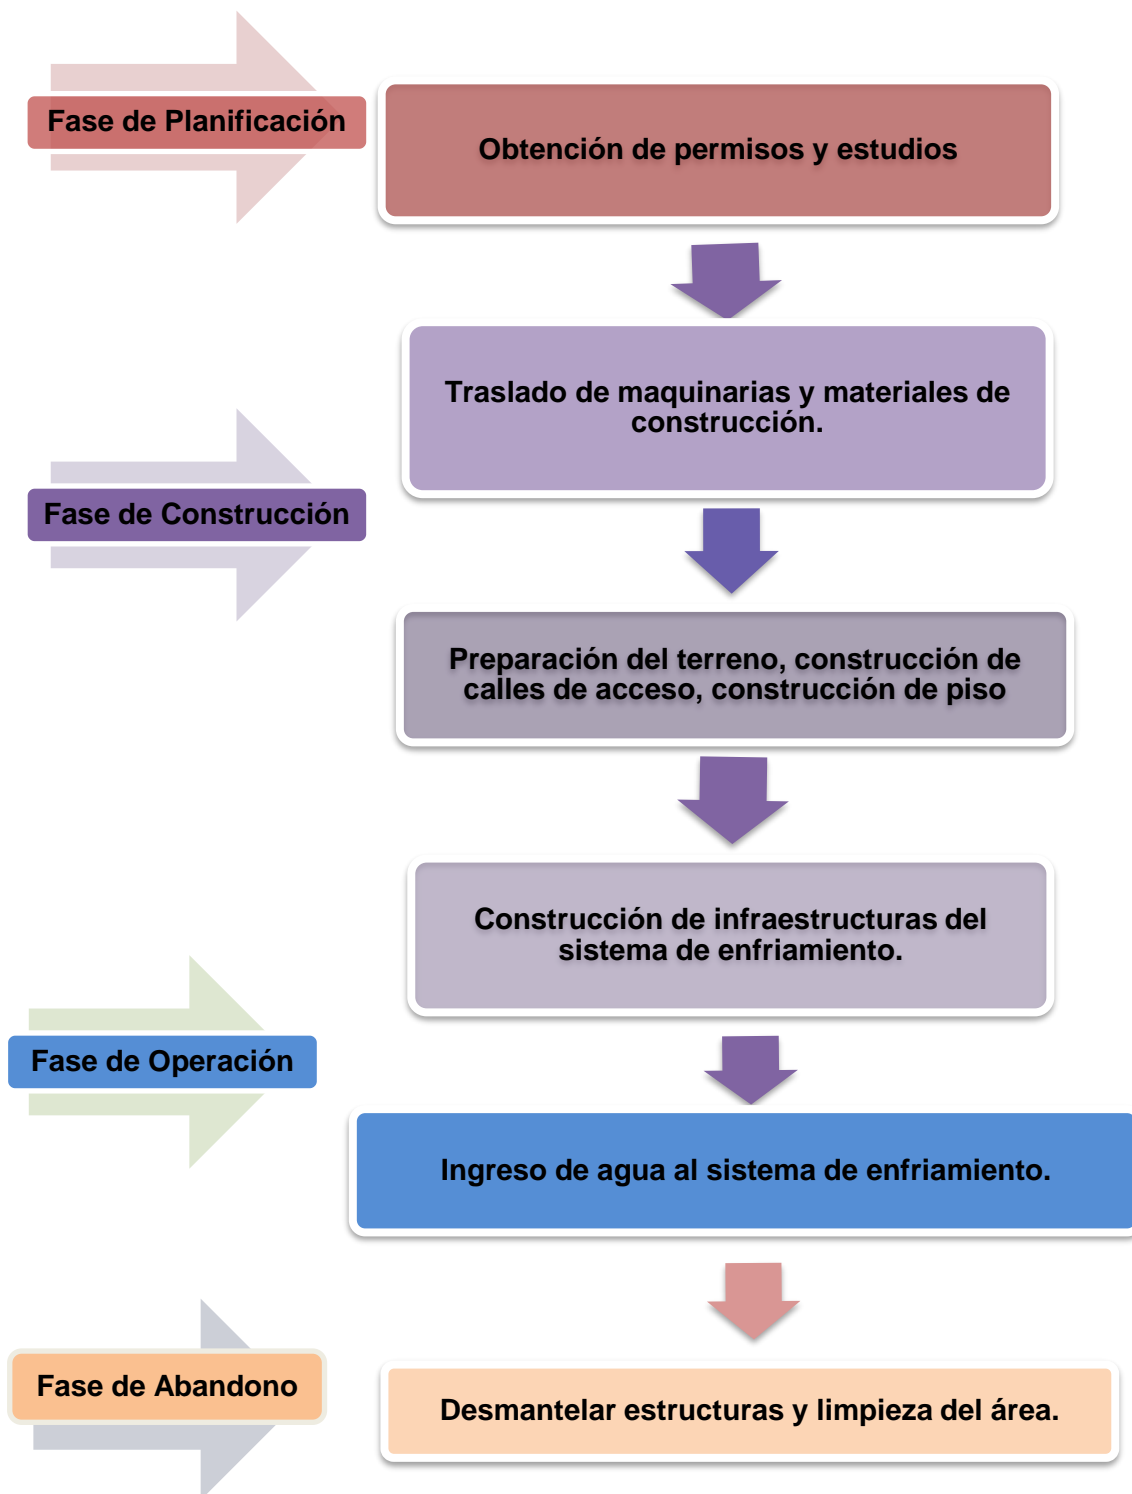 Fase de Planificación
Obtención de permisos y estudios
Traslado de maquinarias y materiales de
construcción.
Fase de Construcción
Preparación del terreno, construcción de
calles de acceso, construcción de piso
Construcción de infraestructuras del
sistema de enfriamiento.
Fase de Operación
Ingreso de agua al sistema de enfriamiento.
Fase de Abandono
Desmantelar estructuras y limpieza del área.